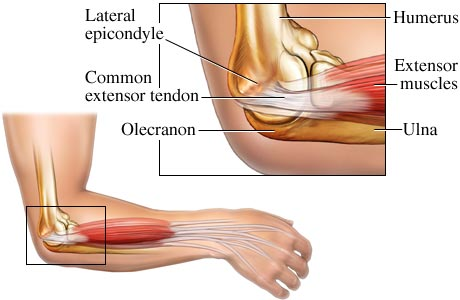 Lateral
epicondyle
Humerus
Common
extensor tendon
Extensor
muscles
Olecranon
Ulna